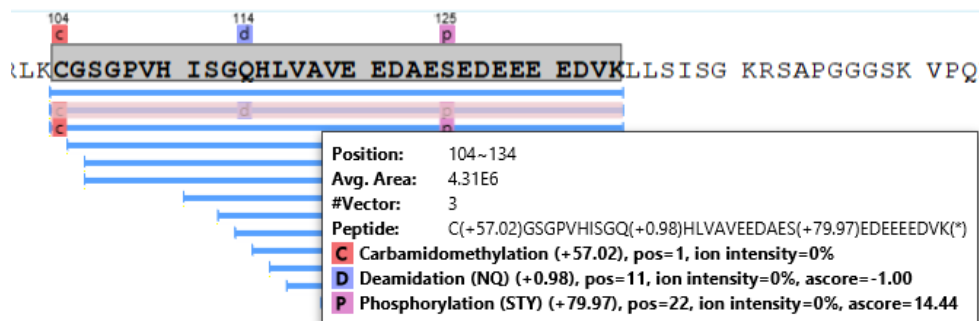 104 114 125
c d p
RLKCGSGPVH ISGQHLVAVE EDAESEDEEE EDVKLLSISG KRSAPGGGSK VPQ
c d p
c p
Position: 104~134
Avg. Area: 4.31E6
#Vector: 3
Peptide: C(+57.02)GSGPVHISGQ(+0.98)HLVAVEEDAES(+79.97)EDEEEEDVK(*)
C Carbamidomethylation (+57.02), pos=1, ion intensity=0%
D Deamidation (NQ) (+0.98), pos=11, ion intensity=0%, ascore=-1.00
P Phosphorylation (STY) (+79.97), pos=22, ion intensity=0%, ascore=14.44